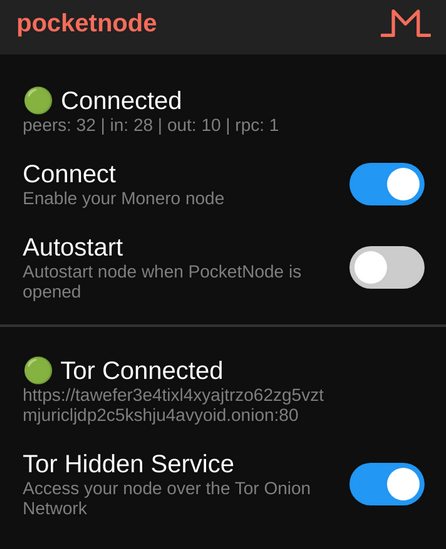 pocketnode
Connected
peers: 32 | in: 28 | out: 10 | rpc: 1
Connect
Enable your Monero node
Autostart
Autostart node when PocketNode is
opened
Tor Connected
https://tawefer3e4tixl4xyajtrzo62zg5vzt
mjuricljdp2c5kshju4avyoid.onion:80
Tor Hidden Service
Access your node over the Tor Onion
Network